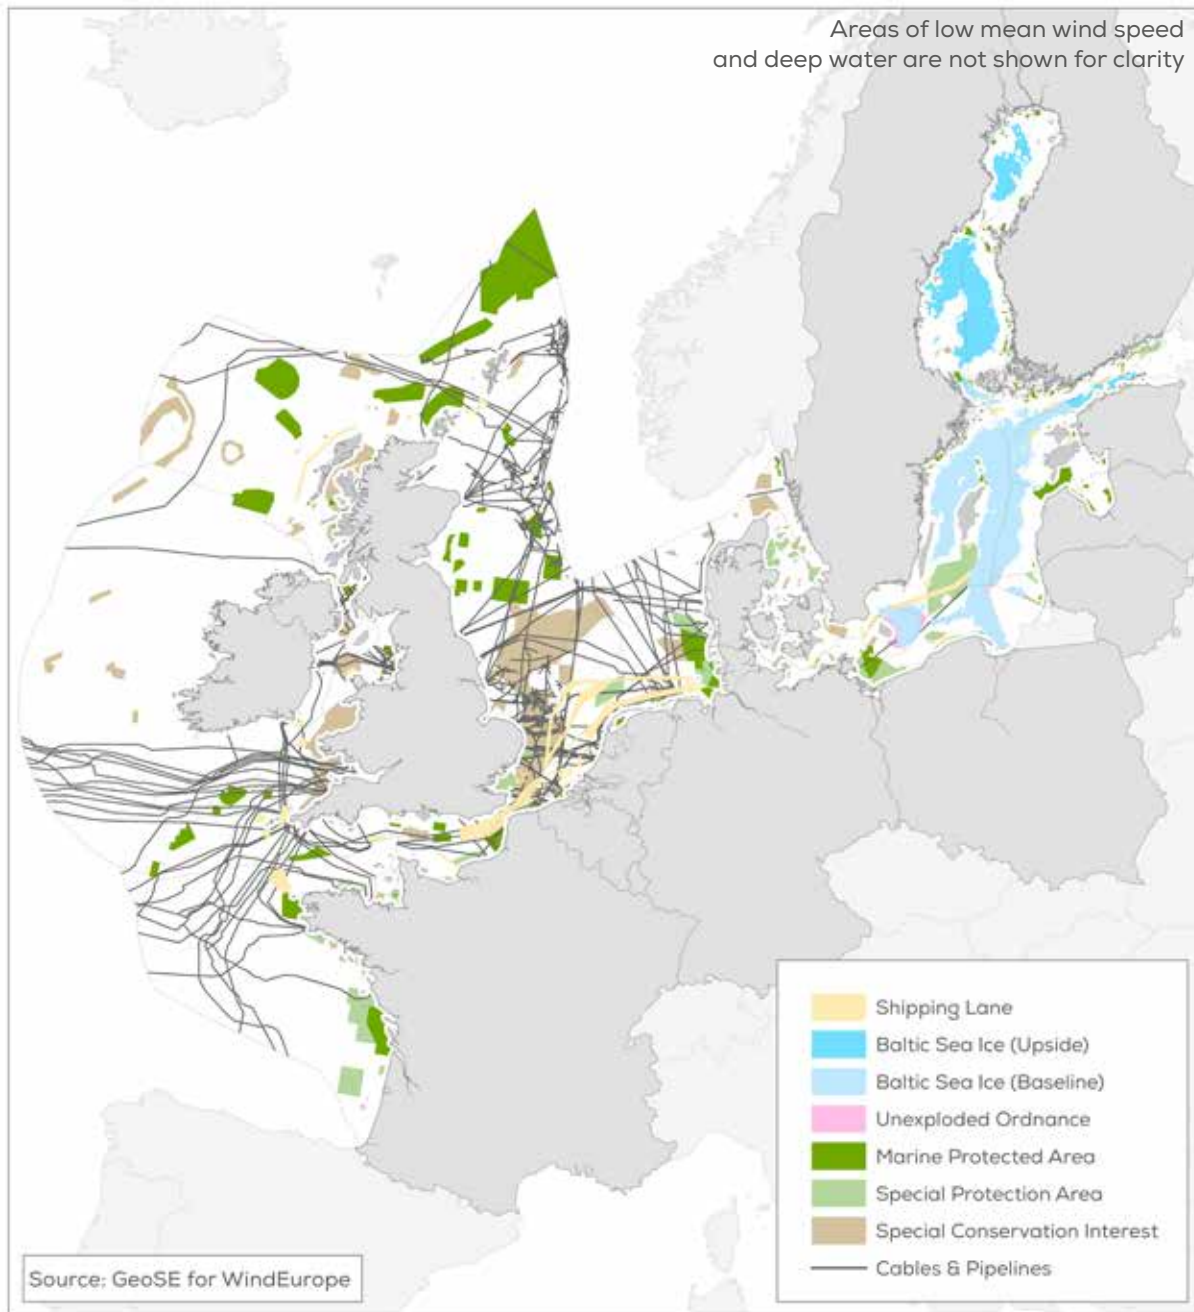 Areas of low mean wind speed
and deep water are not shown for clarity
Shipping Lane
Baltic Sea Ice (Upside)
Baltic Sea Ice (Baseline)
Unexploded Ordnance
Marine Protected Area
Special Protection Area
Special Conservation Interest
Cables & Pipelines
Source: GeoSE for WindEurope